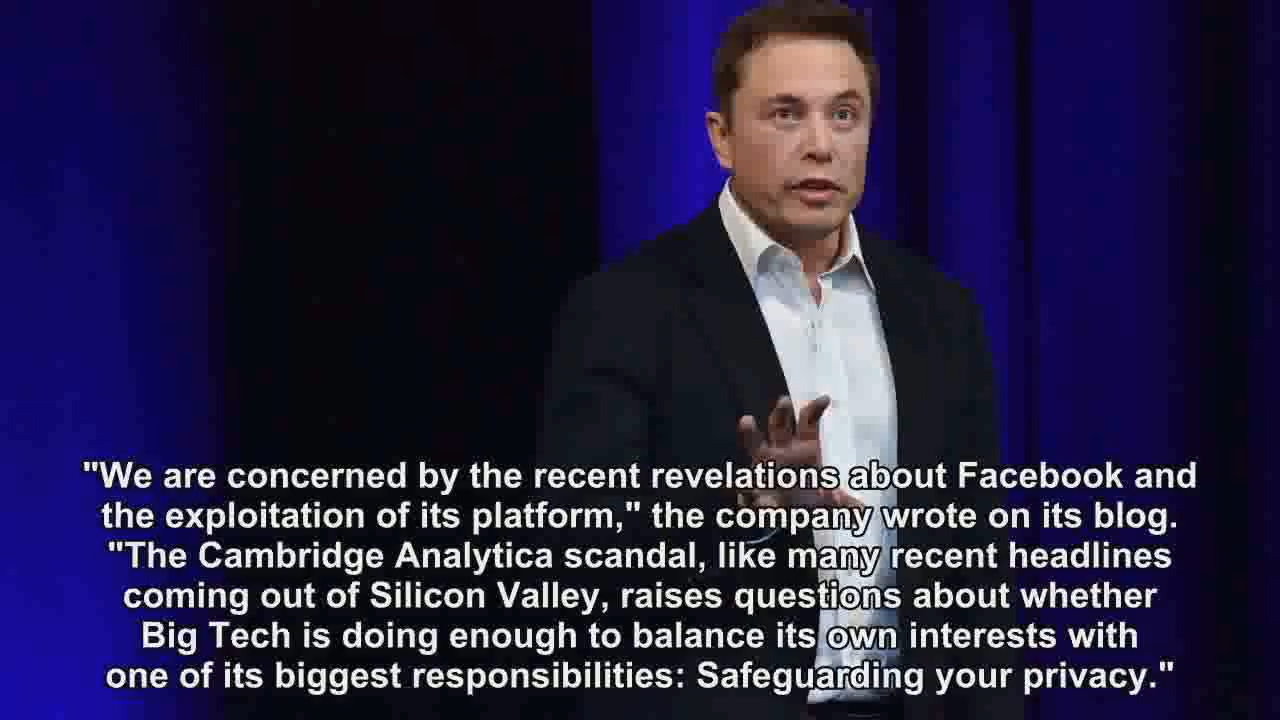 "We are concerned by the recent revelations about Facebook and
the exploitation of its platform," the company wrote on its blog.
"The Cambridge Analytica scandal, like many recent headlines
coming out of Silicon Valley, raises questions about whether
Big Tech is doing enough to balance its own interests with
one of its biggest responsibilities: Safeguarding your privacy."